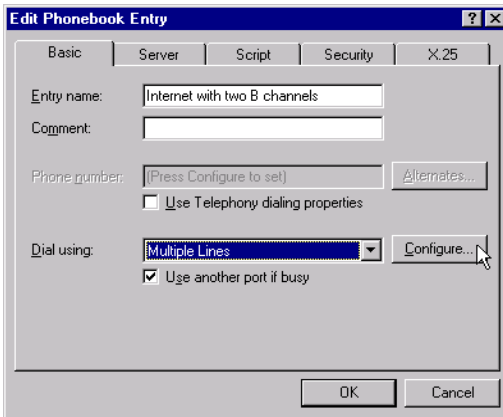 Edit Phonebook Entry
Basic Server Script Security X.25
Entry name: Internet with two B channels
Comment:
Phone number: (Press Configure to set) Alternates...
Use Telephony dialing properties
Dial using: Multiple Lines Configure...
Use another port if busy
OK Cancel